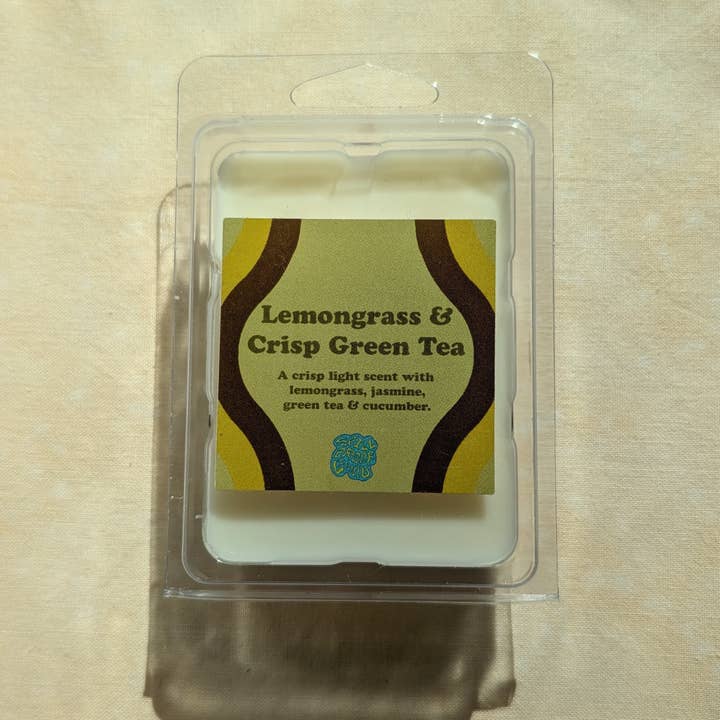 Lemongrass &
Crisp Green Tea
A crisp light scent with
lemongrass, jasmine,
green tea & cucumber.